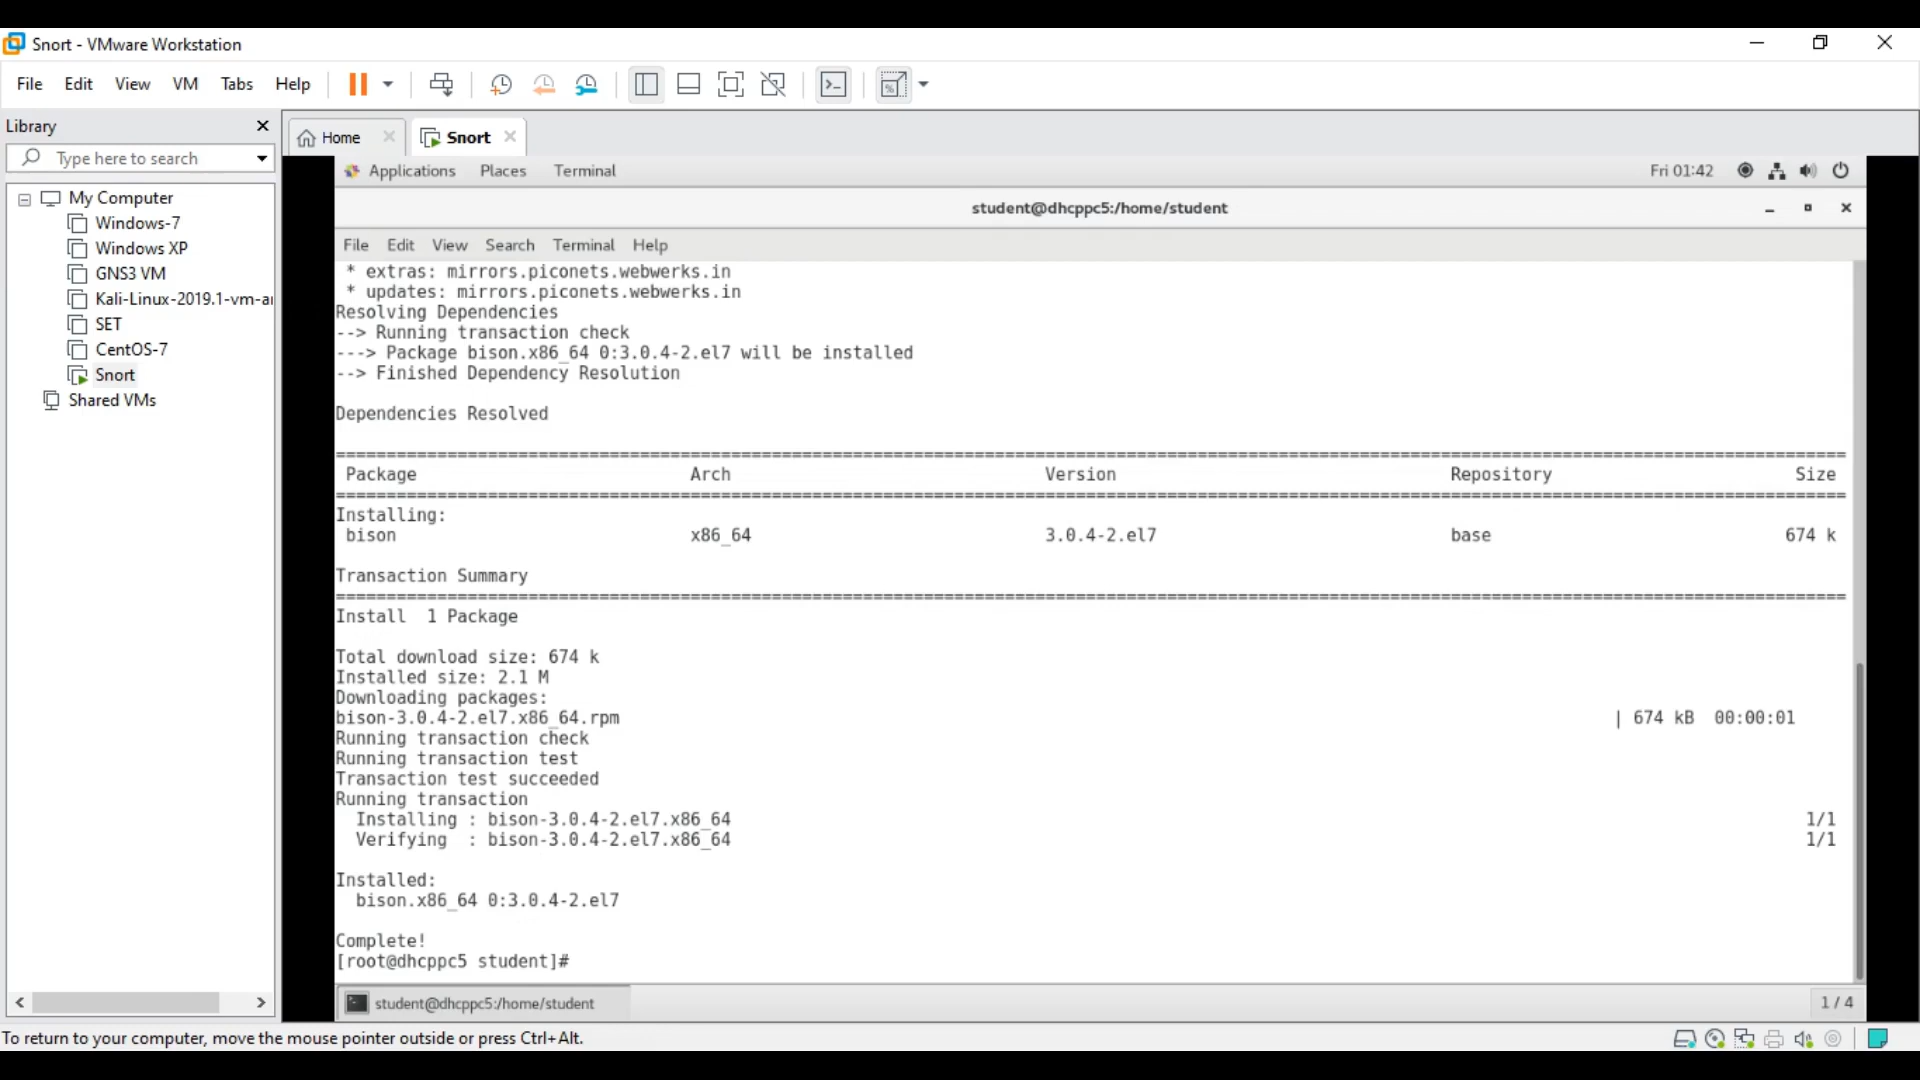 Snort - VMware Workstation
File Edit View VM Tabs Help
Library
Home
Snort
Type here to search
My Computer
Windows-7
Windows XP
GNS3 VM
Kali-Linux-2019.1-vm-a
SET
CentOS-7
Snort
Shared VMs
Applications Places Terminal Fri 01:42
student@dhcppc5:/home/student
File Edit View Search Terminal Help
* extras: mirrors.piconets.webwerks.in
* updates: mirrors.piconets.webwerks.in
Resolving Dependencies
--> Running transaction check
---> Package bison.x86_64 0:3.0.4-2.el7 will be installed
--> Finished Dependency Resolution
Dependencies Resolved
================================================================================
Package Arch Version Repository Size
================================================================================
Installing:
bison x86_64 3.0.4-2.el7 base 674 k
Transaction Summary
================================================================================
Install 1 Package
Total download size: 674 k
Installed size: 2.1 M
Downloading packages:
bison-3.0.4-2.el7.x86_64.rpm | 674 kB 00:00:01
Running transaction check
Running transaction test
Transaction test succeeded
Running transaction
Installing : bison-3.0.4-2.el7.x86_64 1/1
Verifying : bison-3.0.4-2.el7.x86_64 1/1
Installed:
bison.x86_64 0:3.0.4-2.el7
Complete!
[root@dhcppc5 student]#
student@dhcppc5:/home/student 1 / 4
To return to your computer, move the mouse pointer outside or press Ctrl+Alt.